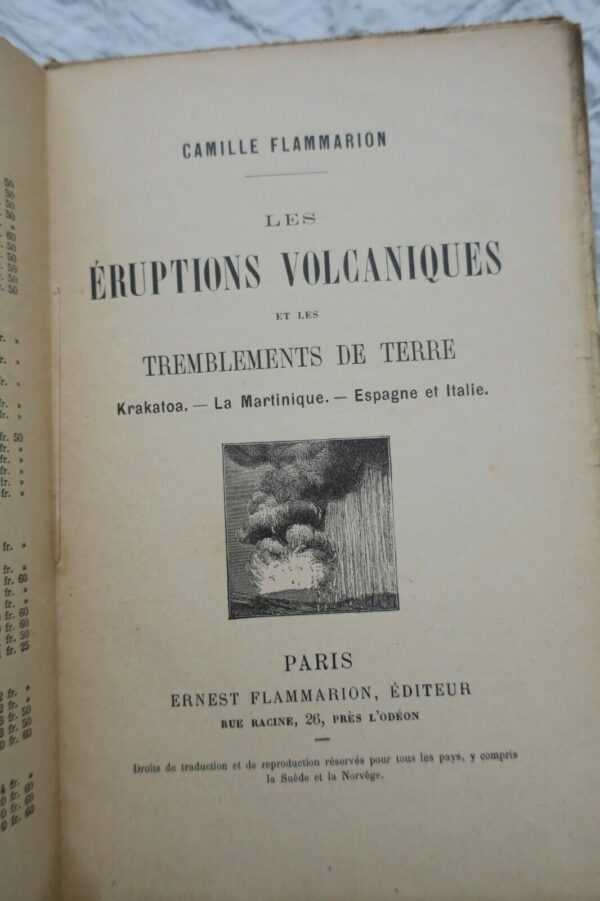 CAMILLE FLAMMARION
LES
ÉRUPTIONS VOLCANIQUES
ET LES
TREMBLEMENTS DE TERRE
Krakatoa. — La Martinique. — Espagne et Italie.
PARIS
ERNEST FLAMMARION, ÉDITEUR
RUE RACINE, 26, PRÈS L'ODÉON
Droits de traduction et de reproduction réservés pour tous les pays, y compris
la Suède et la Norvège.